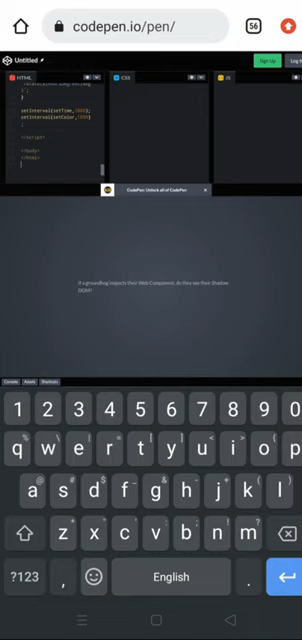 codepen.io/pen/
56
Untitled
Sign Up
Log In
HTML
CSS
JS
}
setInterval(setTime,1000);
setInterval(setColor,1000)
;
</script>
</body>
</html>
CodePen: Unlock all of CodePen
×
If a groundhog inspects their Web Component, do they see their Shadow
DOM?
Console Assets Shortcuts
1 2 3 4 5 6 7 8 9 0
q w e r t y u i o p
a s d f g h j k l
z x c v b n m
?123 , English .